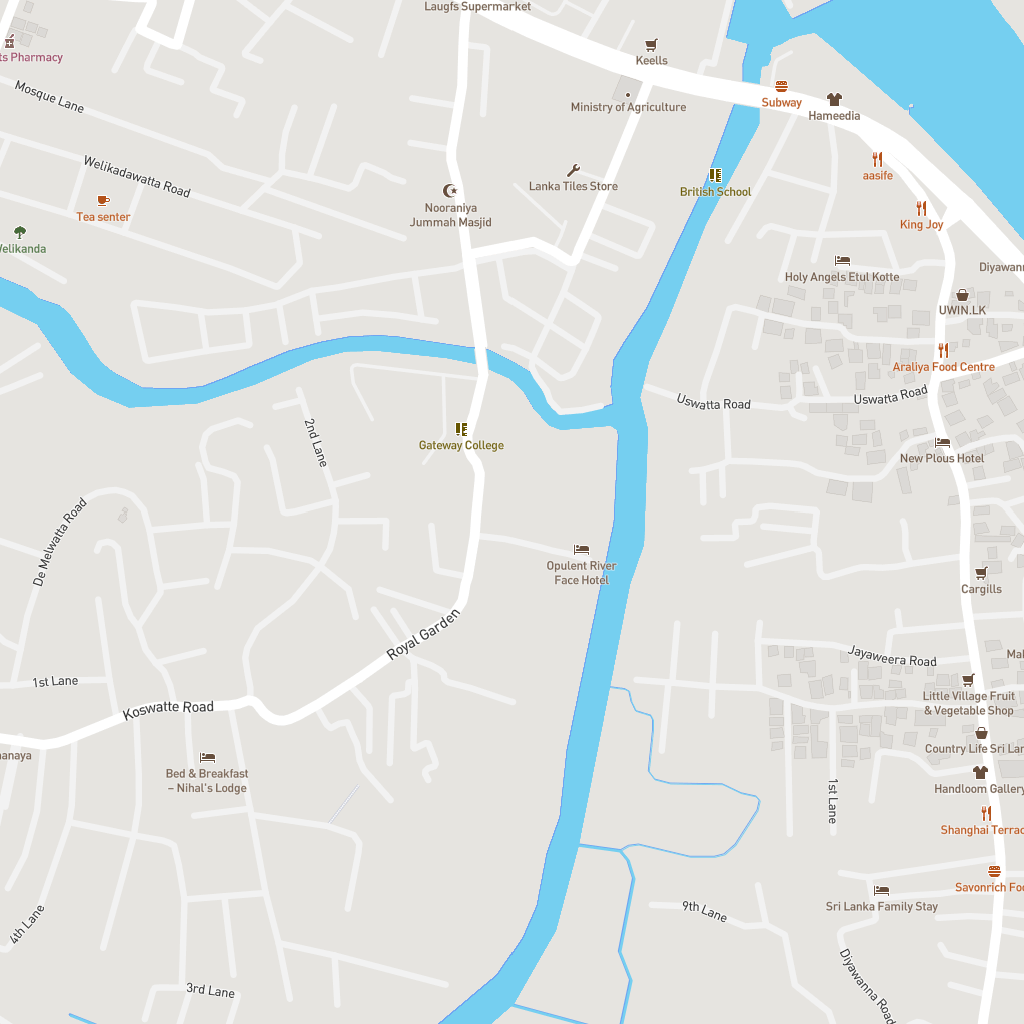 Laugfs Supermarket
ts Pharmacy
Keells
Mosque Lane
Ministry of Agriculture
Subway
Hameedia
Welikadawatta Road
aasife
Lanka Tiles Store
British School
Tea senter
Nooraniya
Jummah Masjid
King Joy
Welikanda
Holy Angels Etul Kotte
Diyawann
UWIN.LK
Araliya Food Centre
Uswatta Road
Uswatta Road
2nd Lane
Gateway College
New Plous Hotel
De Melwatta Road
Opulent River
Face Hotel
Cargills
Royal Garden
Jayaweera Road
Mal
1st Lane
Little Village Fruit
& Vegetable Shop
Koswatte Road
Country Life Sri Lan
nanaya
Bed & Breakfast
– Nihal's Lodge
1st Lane
Handloom Gallery
Shanghai Terrac
Savonrich Foo
Sri Lanka Family Stay
9th Lane
4th Lane
Diyawanna Road
3rd Lane